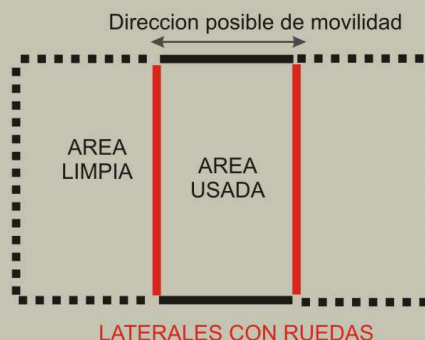 Direccion posible de movilidad
AREA
LIMPIA
AREA
USADA
LATERALES CON RUEDAS